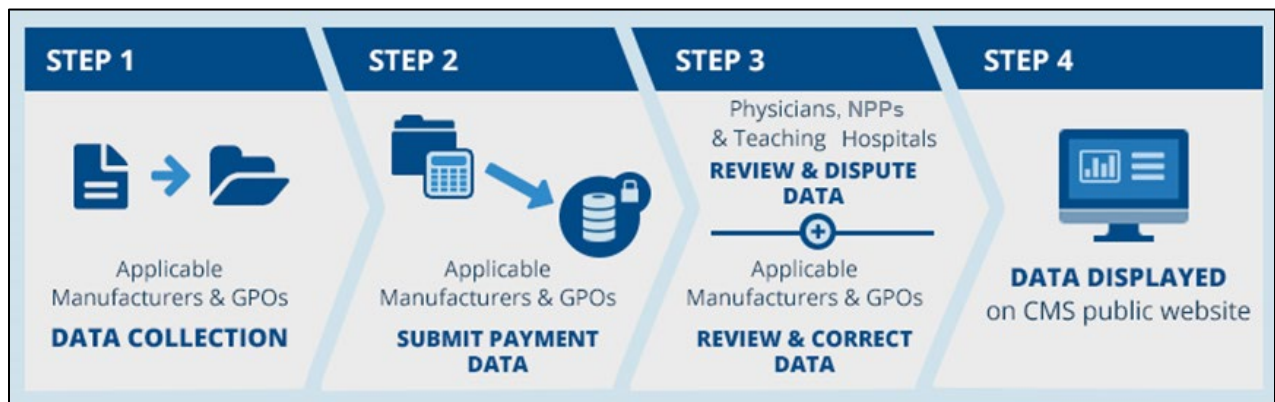 STEP 1
Applicable
Manufacturers & GPOs
DATA COLLECTION
STEP 2
Applicable
Manufacturers & GPOs
SUBMIT PAYMENT
DATA
STEP 3
Physicians, NPPs
& Teaching Hospitals
REVIEW & DISPUTE
DATA
Applicable
Manufacturers & GPOs
REVIEW & CORRECT
DATA
STEP 4
DATA DISPLAYED
on CMS public website